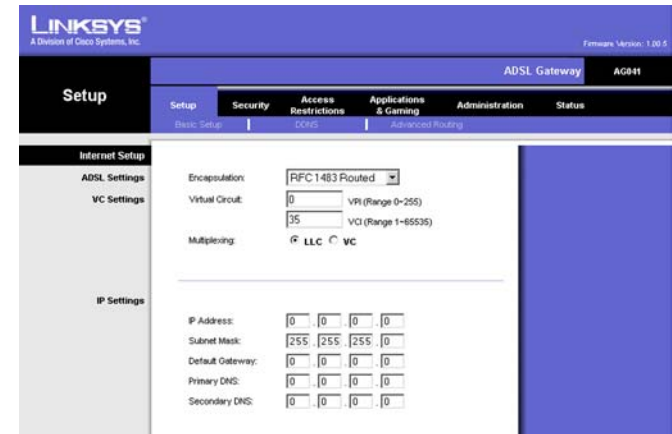 LINKSYS®
A Division of Cisco Systems, Inc.
Firmware Version: 1.00.5
ADSL Gateway AG041
Setup
Setup Security Access Restrictions Applications & Gaming Administration Status
Basic Setup DDNS Advanced Routing
Internet Setup
ADSL Settings Encapsulation: RFC 1483 Routed
VC Settings Virtual Circuit: 0 VPI (Range 0~255)
35 VCI (Range 1~65535)
Multiplexing: LLC VC
IP Settings
IP Address: 0 . 0 . 0 . 0
Subnet Mask: 255 . 255 . 255 . 0
Default Gateway: 0 . 0 . 0 . 0
Primary DNS: 0 . 0 . 0 . 0
Secondary DNS: 0 . 0 . 0 . 0